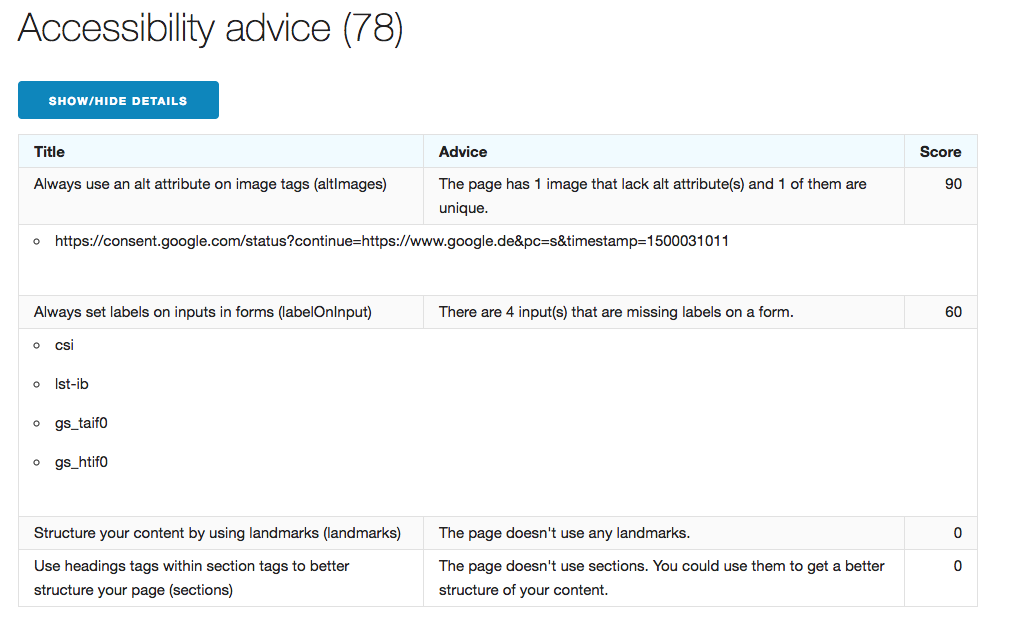 Accessibility advice (78)
SHOW/HIDE DETAILS
Title Advice Score
Always use an alt attribute on image tags (altImages) The page has 1 image that lack alt attribute(s) and 1 of them are 90
unique.
https://consent.google.com/status?continue=https://www.google.de&pc=s&timestamp=1500031011
Always set labels on inputs in forms (labelOnInput) There are 4 input(s) that are missing labels on a form. 60
csi
lst-ib
gs_taif0
gs_htif0
Structure your content by using landmarks (landmarks) The page doesn't use any landmarks. 0
Use headings tags within section tags to better The page doesn't use sections. You could use them to get a better 0
structure your page (sections) structure of your content.